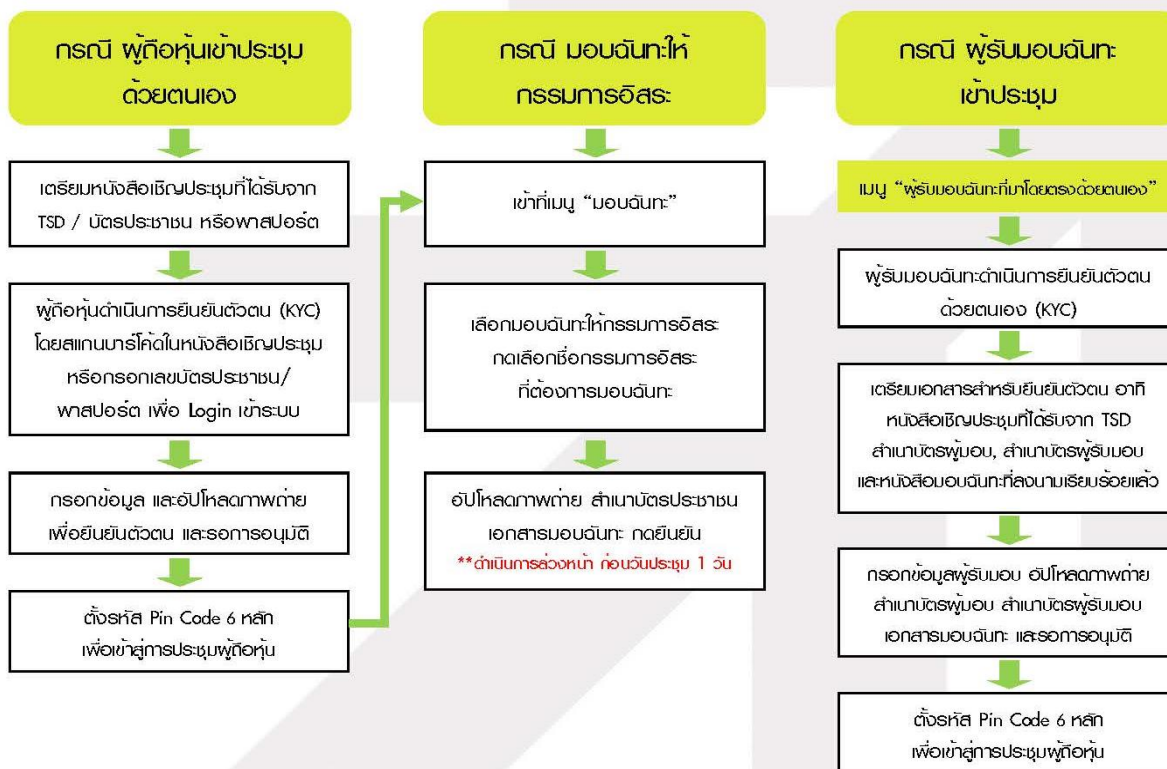 กรณี ผู้ถือหุ้นเข้าประชุม
ด้วยตนเอง
เตรียมหนังสือเชิญประชุมที่ได้รับจาก
TSD / บัตรประชาชน หรือพาสปอร์ต
ผู้ถือหุ้นดำเนินการยืนยันตัวตน (KYC)
โดยสแกนบาร์โค้ดในหนังสือเชิญประชุม
หรือกรอกเลขบัตรประชาชน/
พาสปอร์ต เพื่อ Login เข้าระบบ
กรอกข้อมูล และอัปโหลดภาพถ่าย
เพื่อยืนยันตัวตน และรอการอนุมัติ
ตั้งรหัส Pin Code 6 หลัก
เพื่อเข้าสู่การประชุมผู้ถือหุ้น
กรณี มอบฉันทะให้
กรรมการอิสระ
เข้าที่เมนู “มอบฉันทะ”
เลือกมอบฉันทะให้กรรมการอิสระ
กดเลือกชื่อกรรมการอิสระ
ที่ต้องการมอบฉันทะ
อัปโหลดภาพถ่าย สำเนาบัตรประชาชน
เอกสารมอบฉันทะ กดยืนยัน
**ดำเนินการล่วงหน้า ก่อนวันประชุม 1 วัน
กรณี ผู้รับมอบฉันทะ
เข้าประชุม
เมนู “ผู้รับมอบฉันทะที่มาโดยตรงด้วยตนเอง”
ผู้รับมอบฉันทะดำเนินการยืนยันตัวตน
ด้วยตนเอง (KYC)
เตรียมเอกสารสำหรับยืนยันตัวตน อาทิ
หนังสือเชิญประชุมที่ได้รับจาก TSD
สำเนาบัตรผู้มอบ, สำเนาบัตรผู้รับมอบ
และหนังสือมอบฉันทะที่ลงนามเรียบร้อยแล้ว
กรอกข้อมูลผู้รับมอบ อัปโหลดภาพถ่าย
สำเนาบัตรผู้มอบ สำเนาบัตรผู้รับมอบ
เอกสารมอบฉันทะ และรอการอนุมัติ
ตั้งรหัส Pin Code 6 หลัก
เพื่อเข้าสู่การประชุมผู้ถือหุ้น